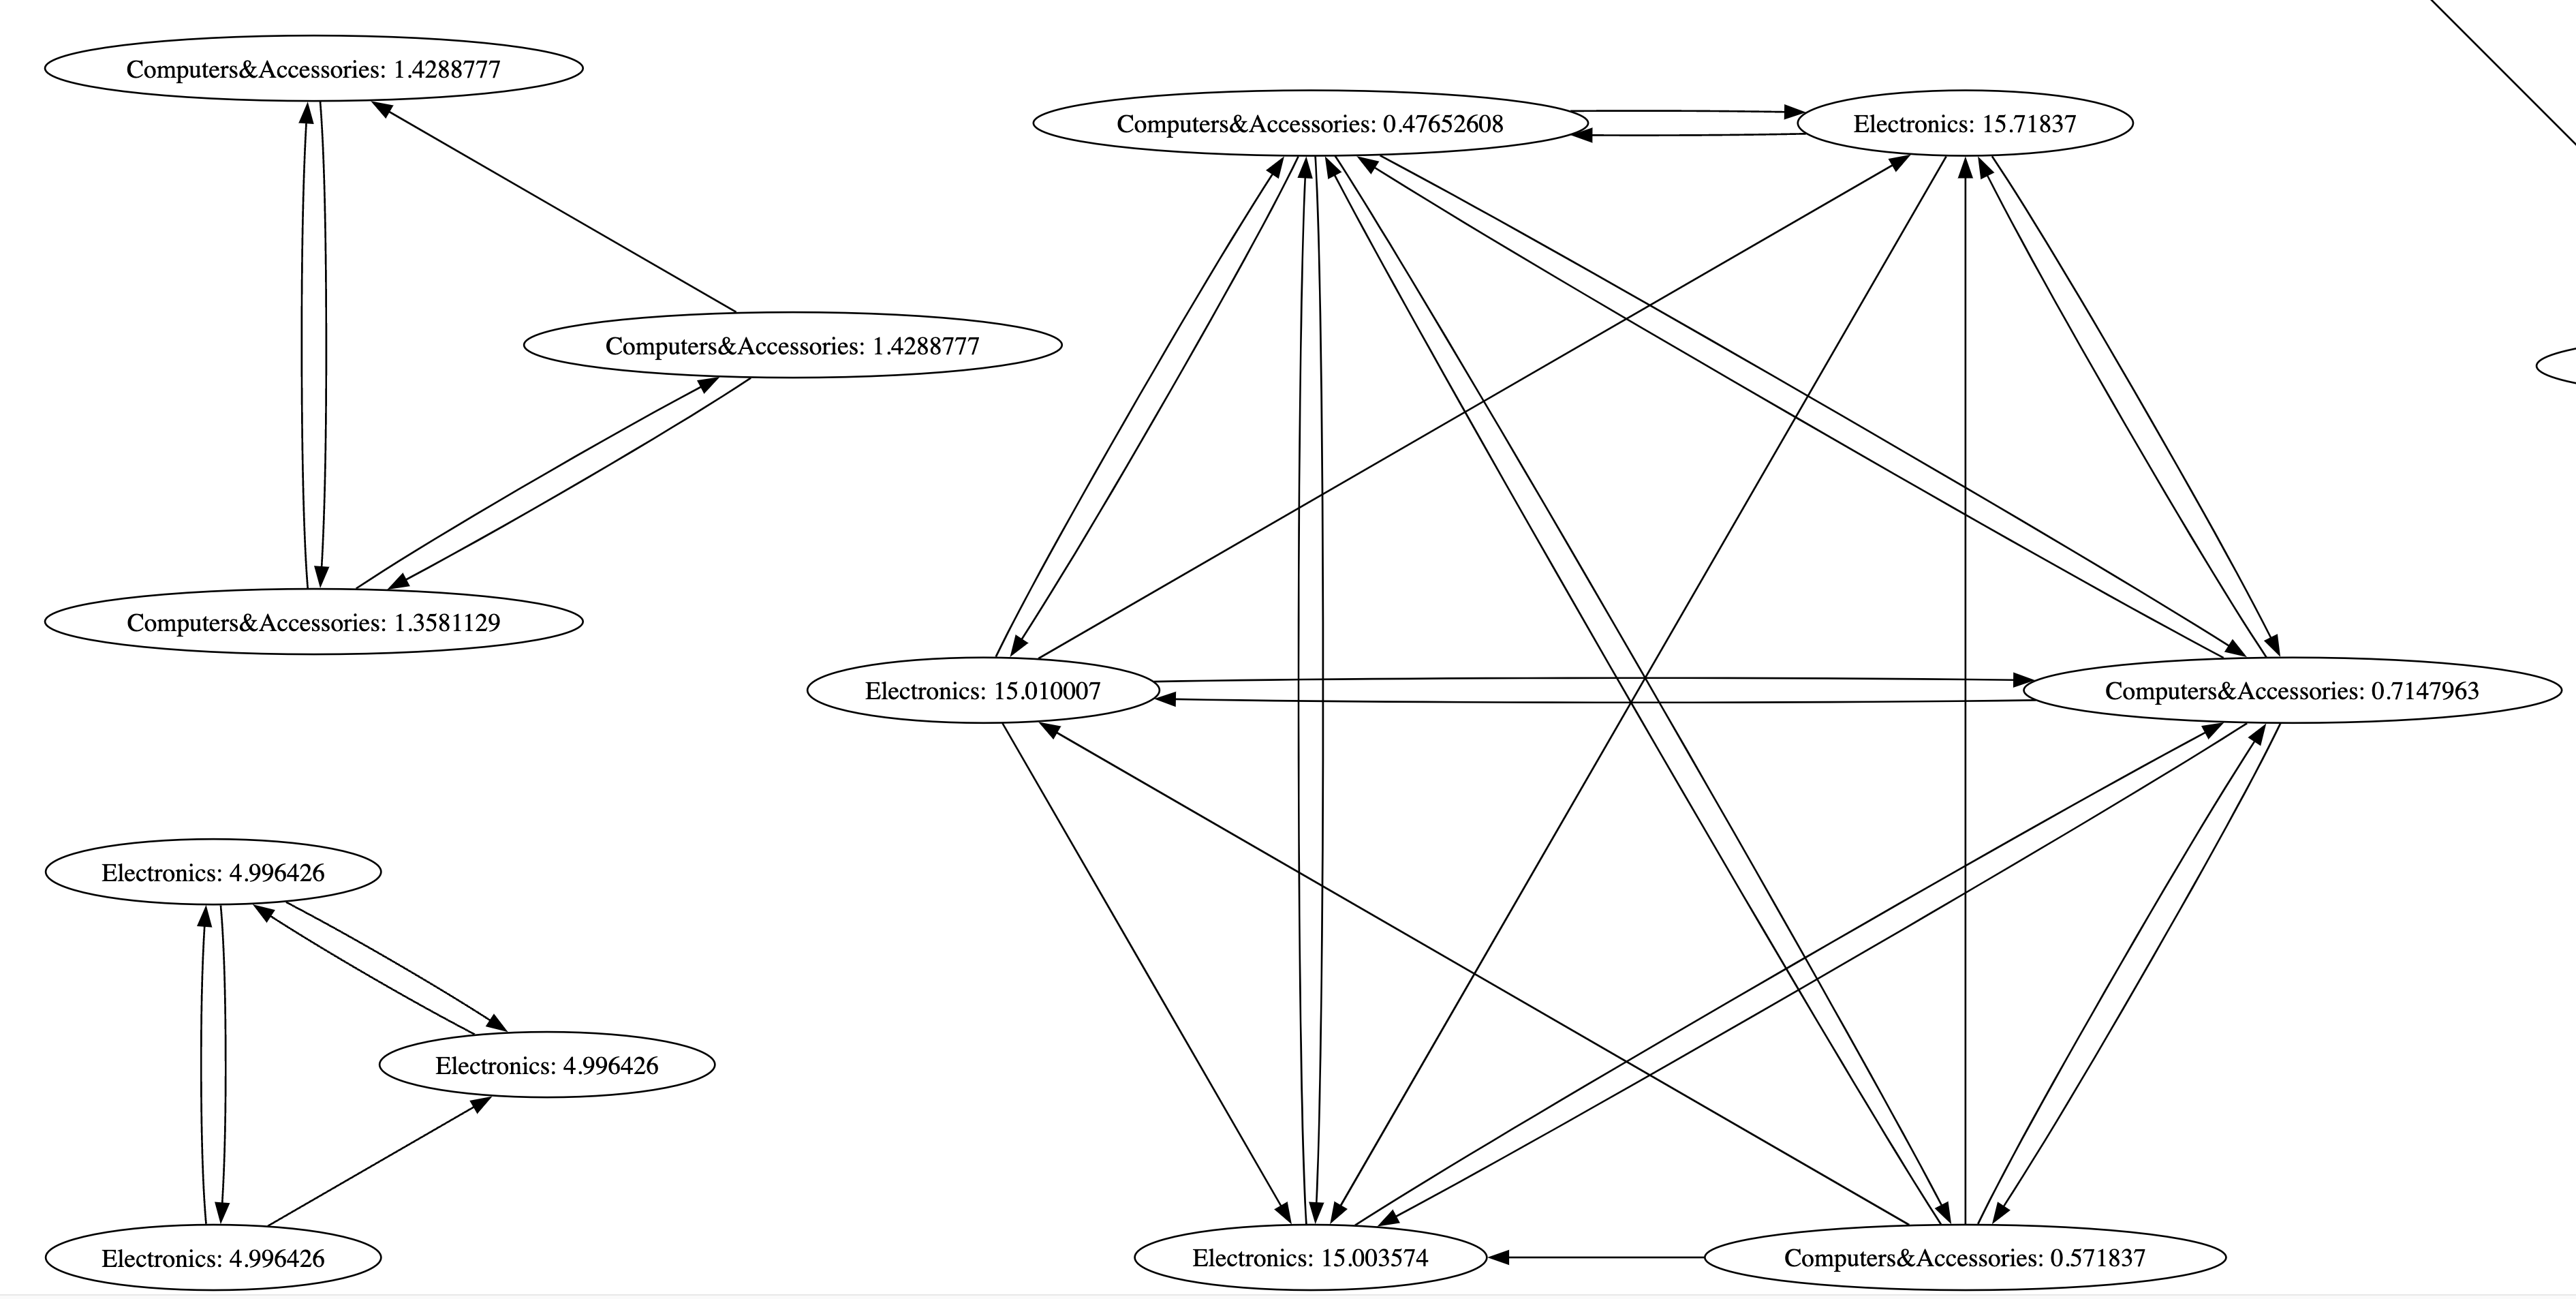 Computers&Accessories: 1.4288777
Computers&Accessories: 0.47652608
Electronics: 15.71837
Computers&Accessories: 1.4288777
Computers&Accessories: 1.3581129
Electronics: 15.010007
Computers&Accessories: 0.7147963
Electronics: 4.996426
Electronics: 4.996426
Electronics: 4.996426
Electronics: 15.003574
Computers&Accessories: 0.571837